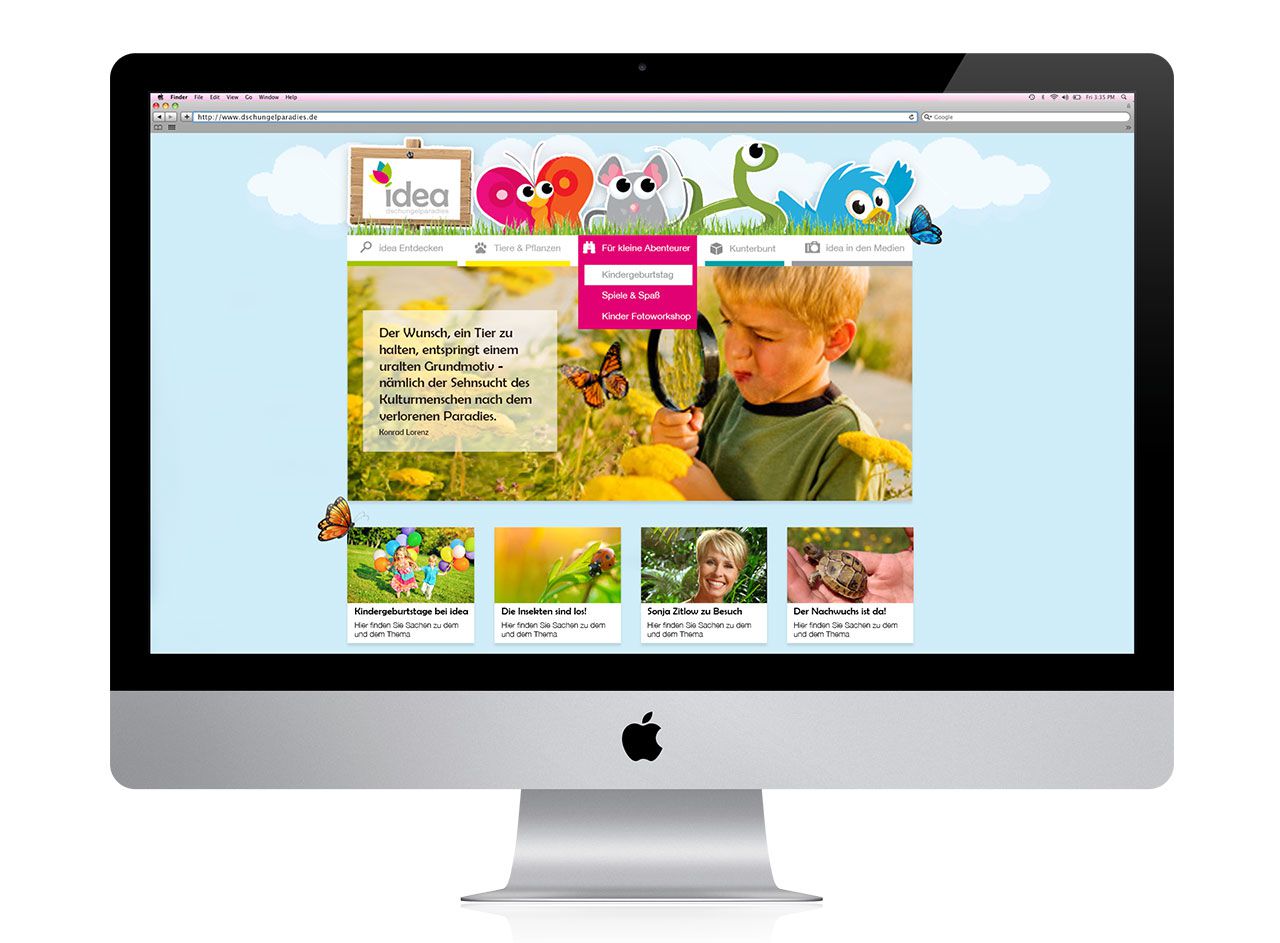 Finder File Edit View Go Window Help
Fri 3:35 PM
http://www.dschungelparadies.de
Google
idea
dschungelparadies
idea Entdecken
Tiere & Pflanzen
Für kleine Abenteurer
Kunterbunt
idea in den Medien
Kindergeburtstag
Spiele & Spaß
Kinder Fotoworkshop
Der Wunsch, ein Tier zu
halten, entspringt einem
uralten Grundmotiv -
nämlich der Sehnsucht des
Kulturmenschen nach dem
verlorenen Paradies.
Konrad Lorenz
Kindergeburtstage bei idea
Hier finden Sie Sachen zu dem
und dem Thema
Die Insekten sind los!
Hier finden Sie Sachen zu dem
und dem Thema
Sonja Zitlow zu Besuch
Hier finden Sie Sachen zu dem
und dem Thema
Der Nachwuchs ist da!
Hier finden Sie Sachen zu dem
und dem Thema